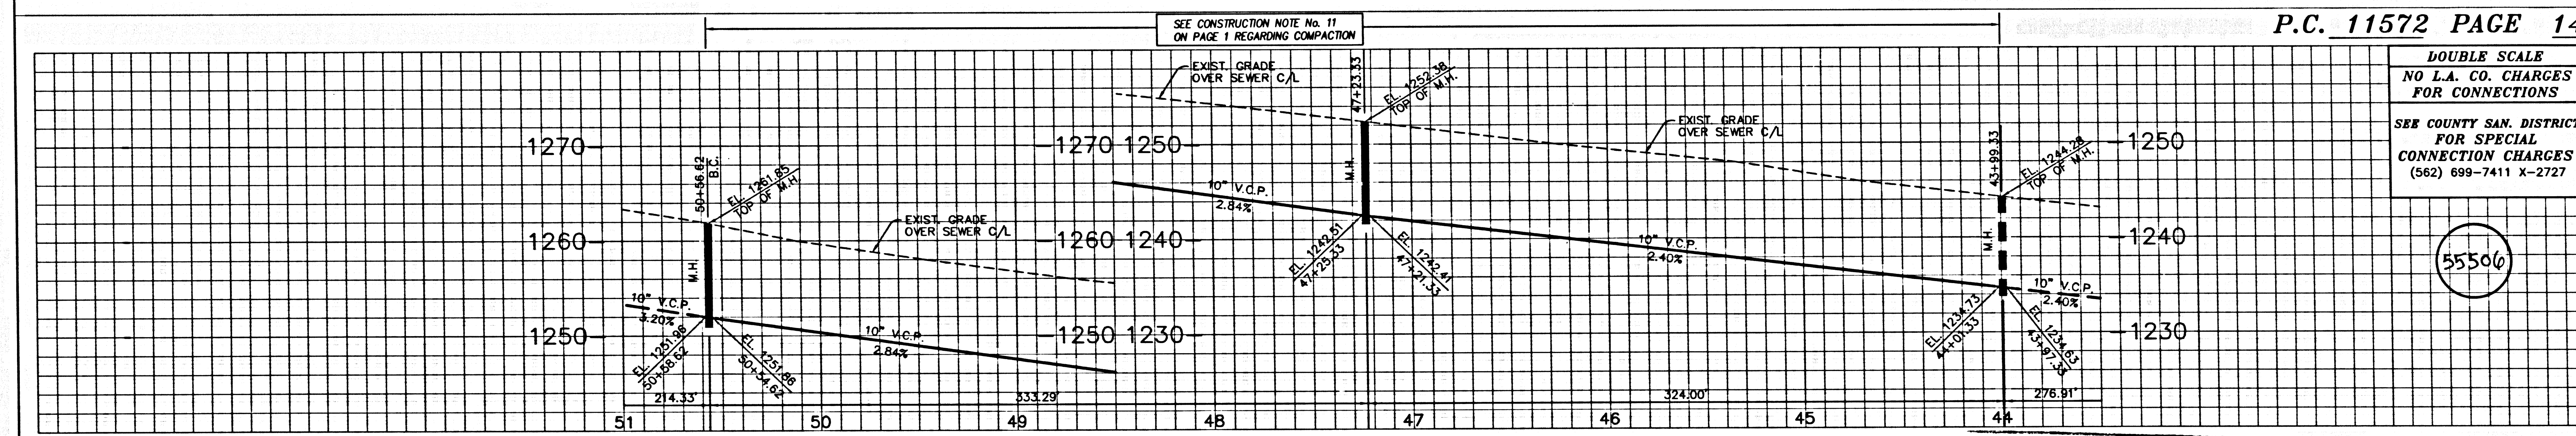 SEE CONSTRUCTION NOTE No. 11
ON PAGE 1 REGARDING COMPACTION
P.C. 11572 PAGE 14
DOUBLE SCALE
NO L.A. CO. CHARGES
FOR CONNECTIONS
SEE COUNTY SAN. DISTRICT
FOR SPECIAL
CONNECTION CHARGES
(562) 699-7411 X-2727
55506
1270
1260
1250
50+56.62
B.C.
EL. 1261.85
TOP OF M.H.
M.H.
EXIST. GRADE
OVER SEWER C/L
10" V.C.P.
3.20%
EL. 1251.98
50+58.62
EL. 1251.86
50+54.62
10" V.C.P.
2.84%
214.33'
333.29'
EXIST. GRADE
OVER SEWER C/L
1270 1250
1260 1240
1250 1230
10" V.C.P.
2.84%
47+23.33
EL. 1252.38
TOP OF M.H.
M.H.
EL. 1242.51
47+25.33
EL. 1242.41
47+21.33
EXIST. GRADE
OVER SEWER C/L
10" V.C.P.
2.40%
324.00'
43+99.33
EL. 1244.28
TOP OF M.H.
M.H.
EL. 1234.73
44+01.33
EL. 1234.63
43+97.33
10" V.C.P.
2.40%
276.91'
1250
1240
1230
51 50 49 48 47 46 45 44